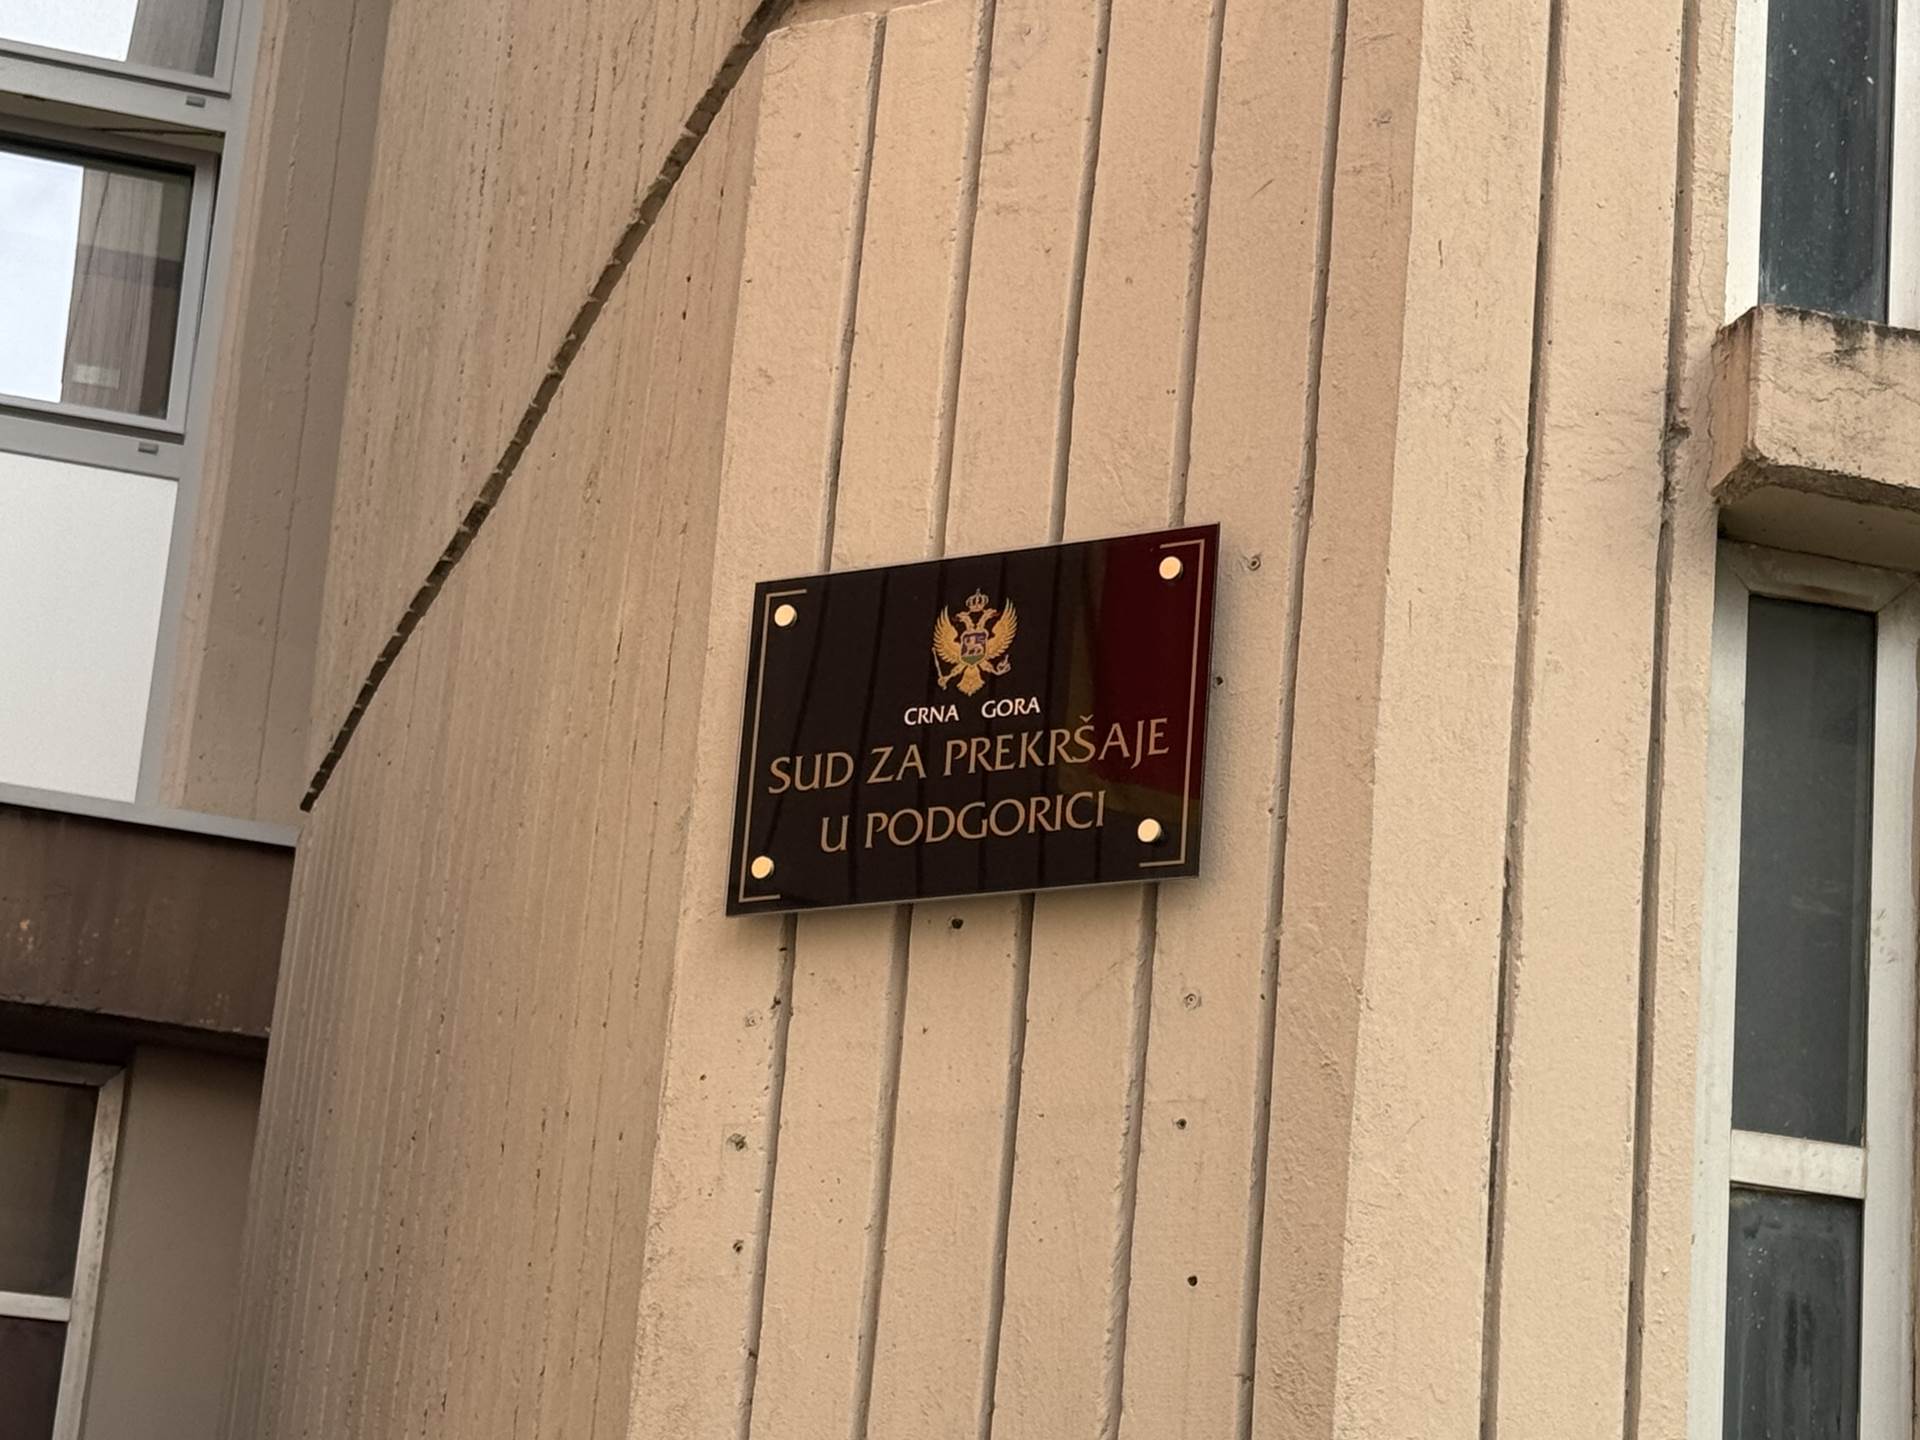 CRNA GORA
SUD ZA PREKRŠAJE
U PODGORICI